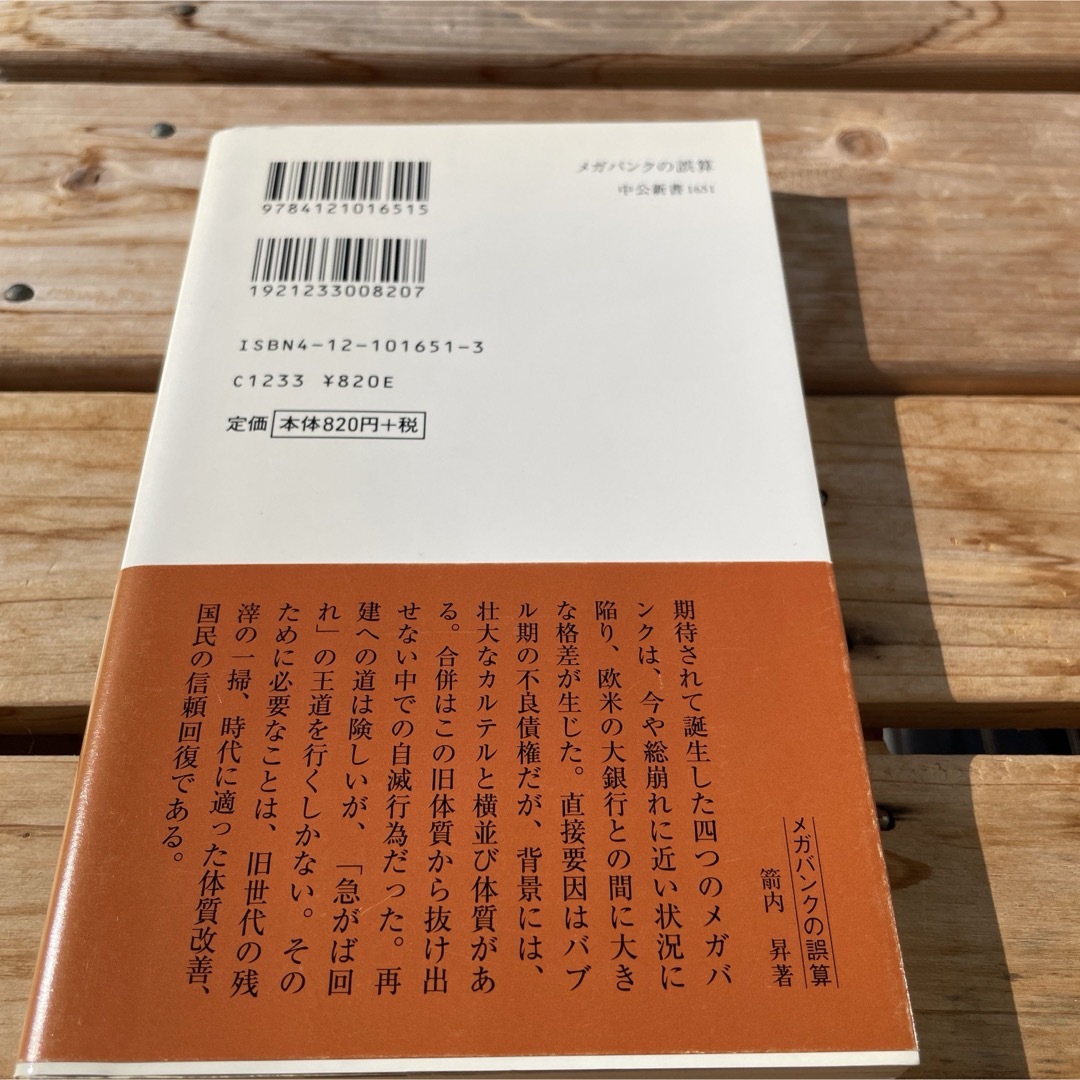 9784121016515
1921233008207
ISBN4-12-101651-3
C1233 ¥820E
定価 本体820円+税
メガバンクの誤算
中公新書1651
メガバンクの誤算
箭内 昇著
期待されて誕生した四つのメガバ
ンクは、今や総崩れに近い状況に
陥り、欧米の大銀行との間に大き
な格差が生じた。直接要因はバブ
ル期の不良債権だが、背景には、
壮大なカルテルと横並び体質があ
る。合併はこの旧体質から抜け出
せない中での自滅行為だった。再
建への道は険しいが、「急がば回
れ」の王道を行くしかない。その
ために必要なことは、旧世代の残
滓の一掃、時代に適った体質改善、
国民の信頼回復である。